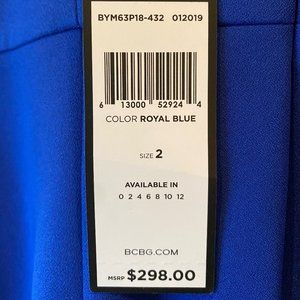 BYM63P18-432 012019
6 13000 52924 4
COLOR ROYAL BLUE
SIZE 2
AVAILABLE IN
0 2 4 6 8 10 12
BCBG.COM
MSRP $298.00